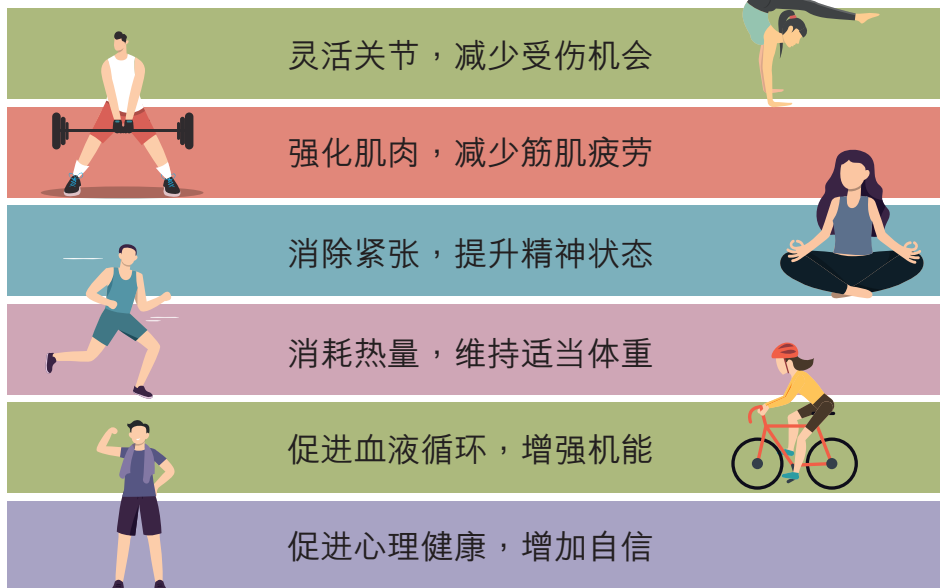 灵活关节，减少受伤机会
强化肌肉，减少筋肌疲劳
消除紧张，提升精神状态
消耗热量，维持适当体重
促进血液循环，增强机能
促进心理健康，增加自信